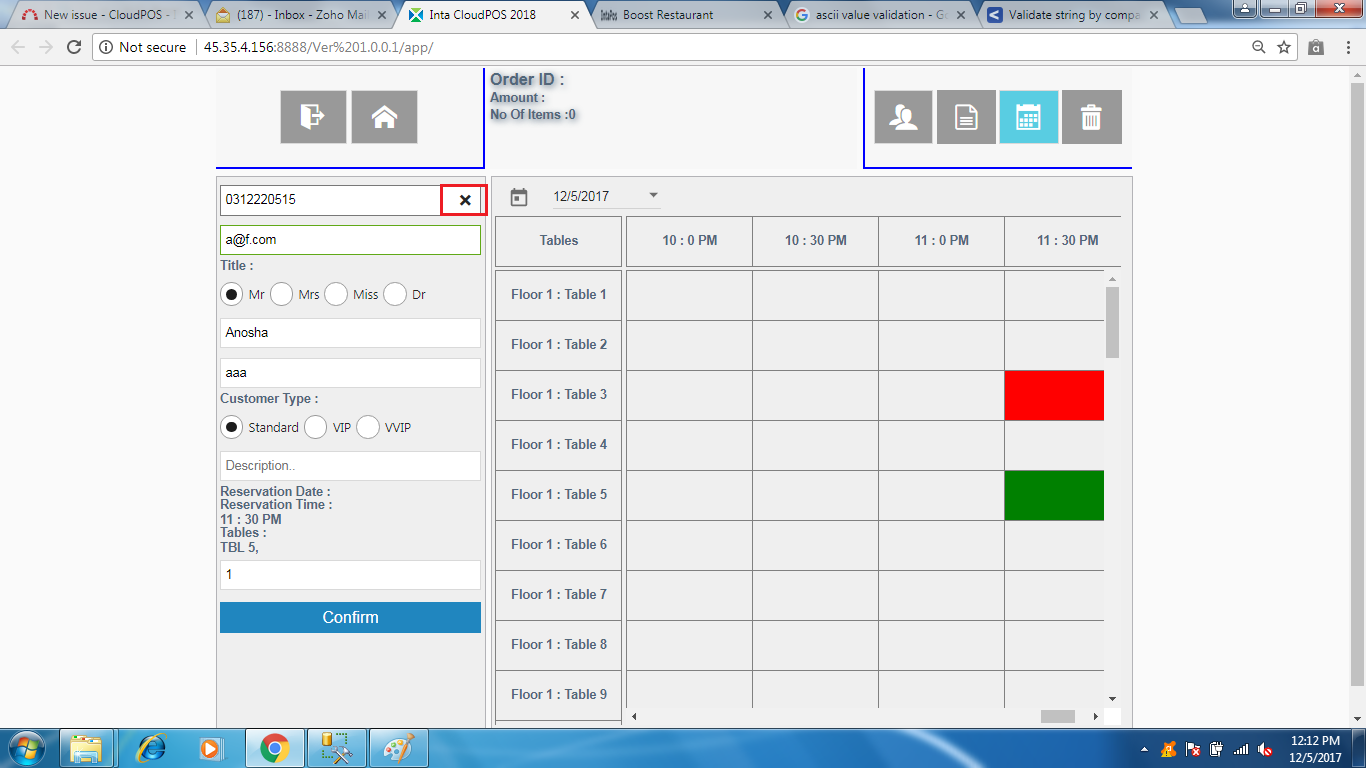 New issue - CloudPOS - T
(187) - Inbox - Zoho Mail
Inta CloudPOS 2018
Boost Restaurant
ascii value validation - Go
Validate string by compa
Not secure
45.35.4.156:8888/Ver%201.0.0.1/app/
Order ID :
Amount :
No Of Items :0
0312220515
a@f.com
Title :
Mr Mrs Miss Dr
Anosha
aaa
Customer Type :
Standard VIP VVIP
Description..
Reservation Date :
Reservation Time :
11 : 30 PM
Tables :
TBL 5,
1
Confirm
12/5/2017
Tables 10 : 0 PM 10 : 30 PM 11 : 0 PM 11 : 30 PM
Floor 1 : Table 1
Floor 1 : Table 2
Floor 1 : Table 3
Floor 1 : Table 4
Floor 1 : Table 5
Floor 1 : Table 6
Floor 1 : Table 7
Floor 1 : Table 8
Floor 1 : Table 9
12:12 PM
12/5/2017